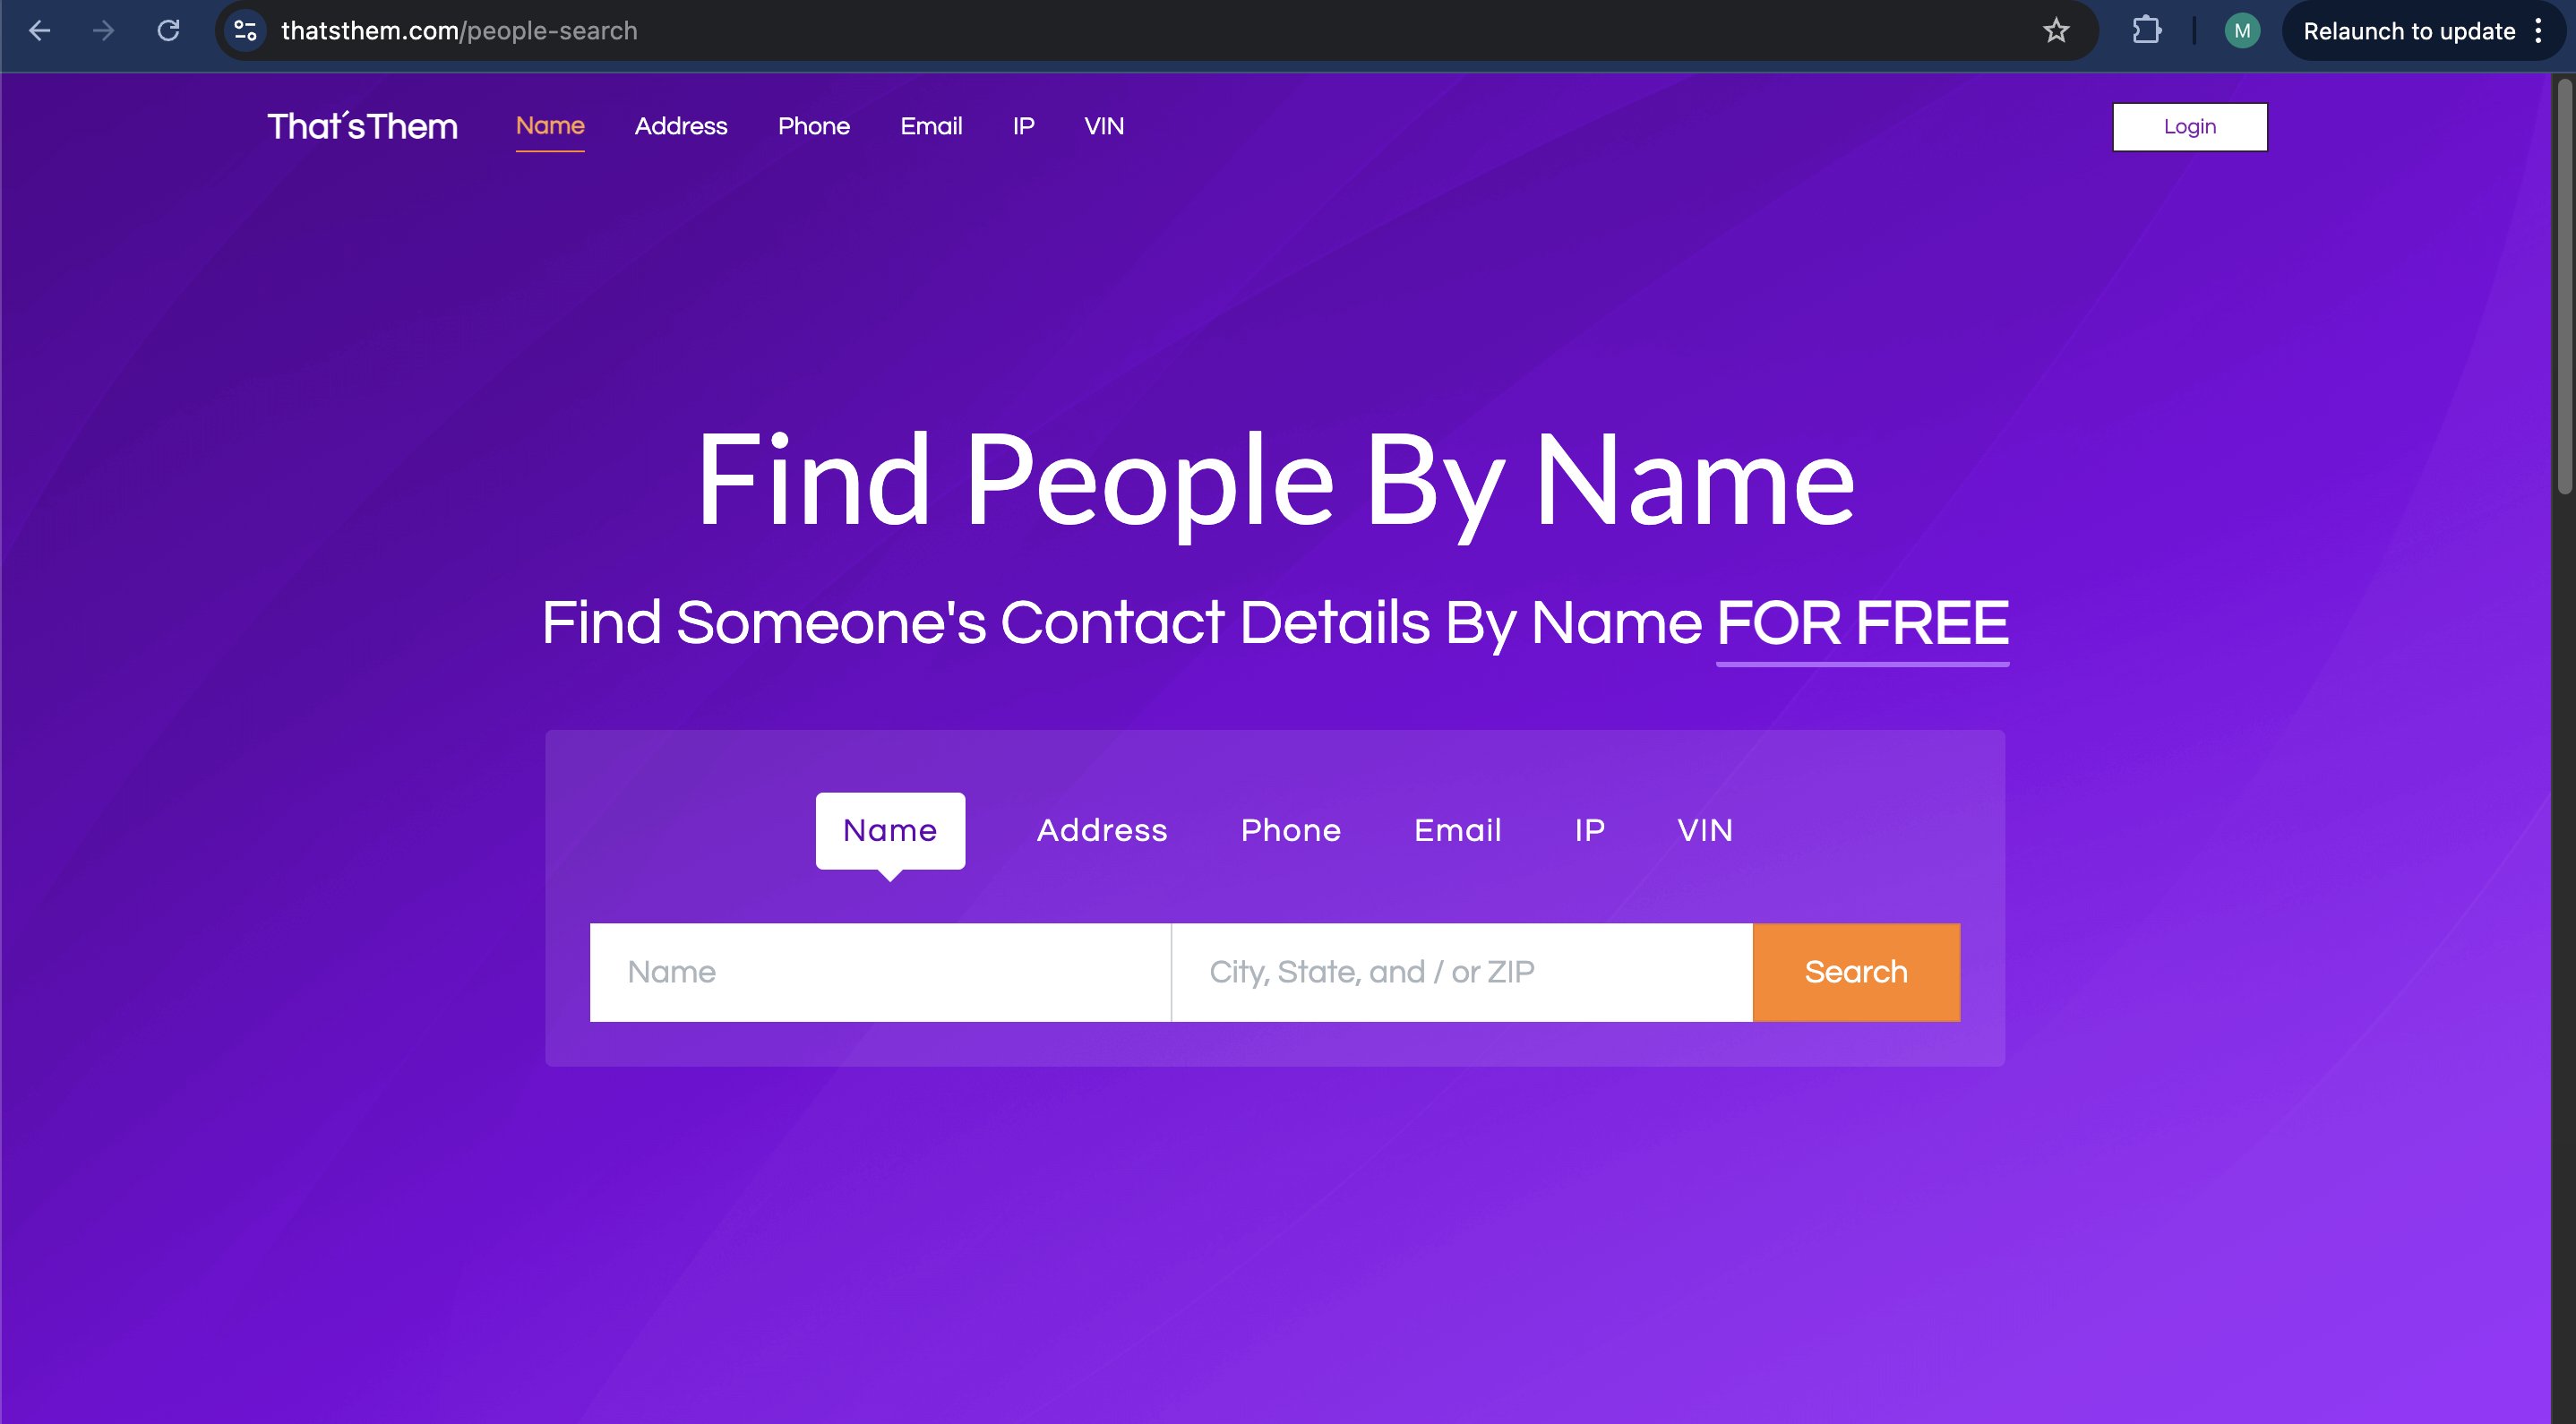 thatsthem.com/people-search
M
Relaunch to update
That´sThem
Name Address Phone Email IP VIN
Login
Find People By Name
Find Someone's Contact Details By Name FOR FREE
Name Address Phone Email IP VIN
Name
City, State, and / or ZIP
Search